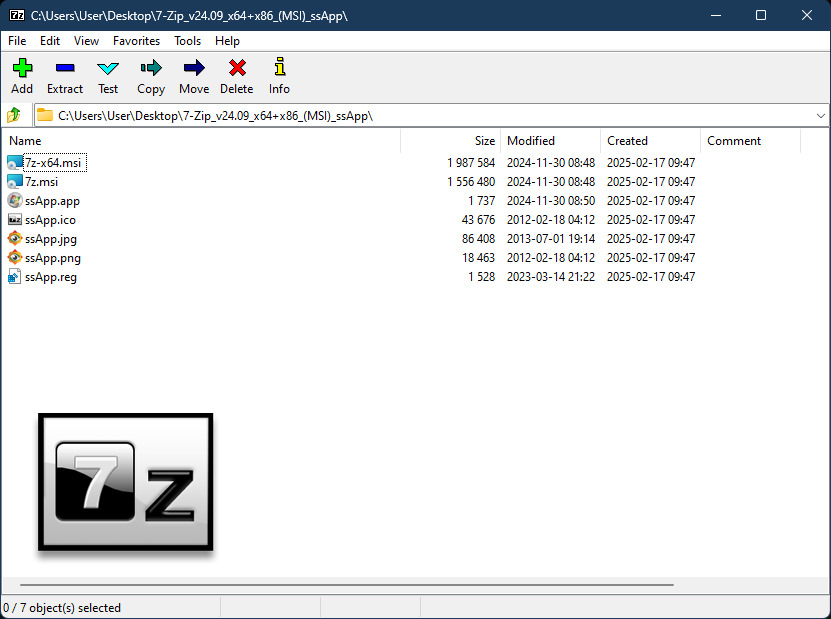 7z C:\Users\User\Desktop\7-Zip_v24.09_x64+x86_(MSI)_ssApp\
File Edit View Favorites Tools Help
Add Extract Test Copy Move Delete Info
C:\Users\User\Desktop\7-Zip_v24.09_x64+x86_(MSI)_ssApp\
Name Size Modified Created Comment
7z-x64.msi 1 987 584 2024-11-30 08:48 2025-02-17 09:47
7z.msi 1 556 480 2024-11-30 08:48 2025-02-17 09:47
ssApp.app 1 737 2024-11-30 08:50 2025-02-17 09:47
ssApp.ico 43 676 2012-02-18 04:12 2025-02-17 09:47
ssApp.jpg 86 408 2013-07-01 19:14 2025-02-17 09:47
ssApp.png 18 463 2012-02-18 04:12 2025-02-17 09:47
ssApp.reg 1 528 2023-03-14 21:22 2025-02-17 09:47
7z
0 / 7 object(s) selected